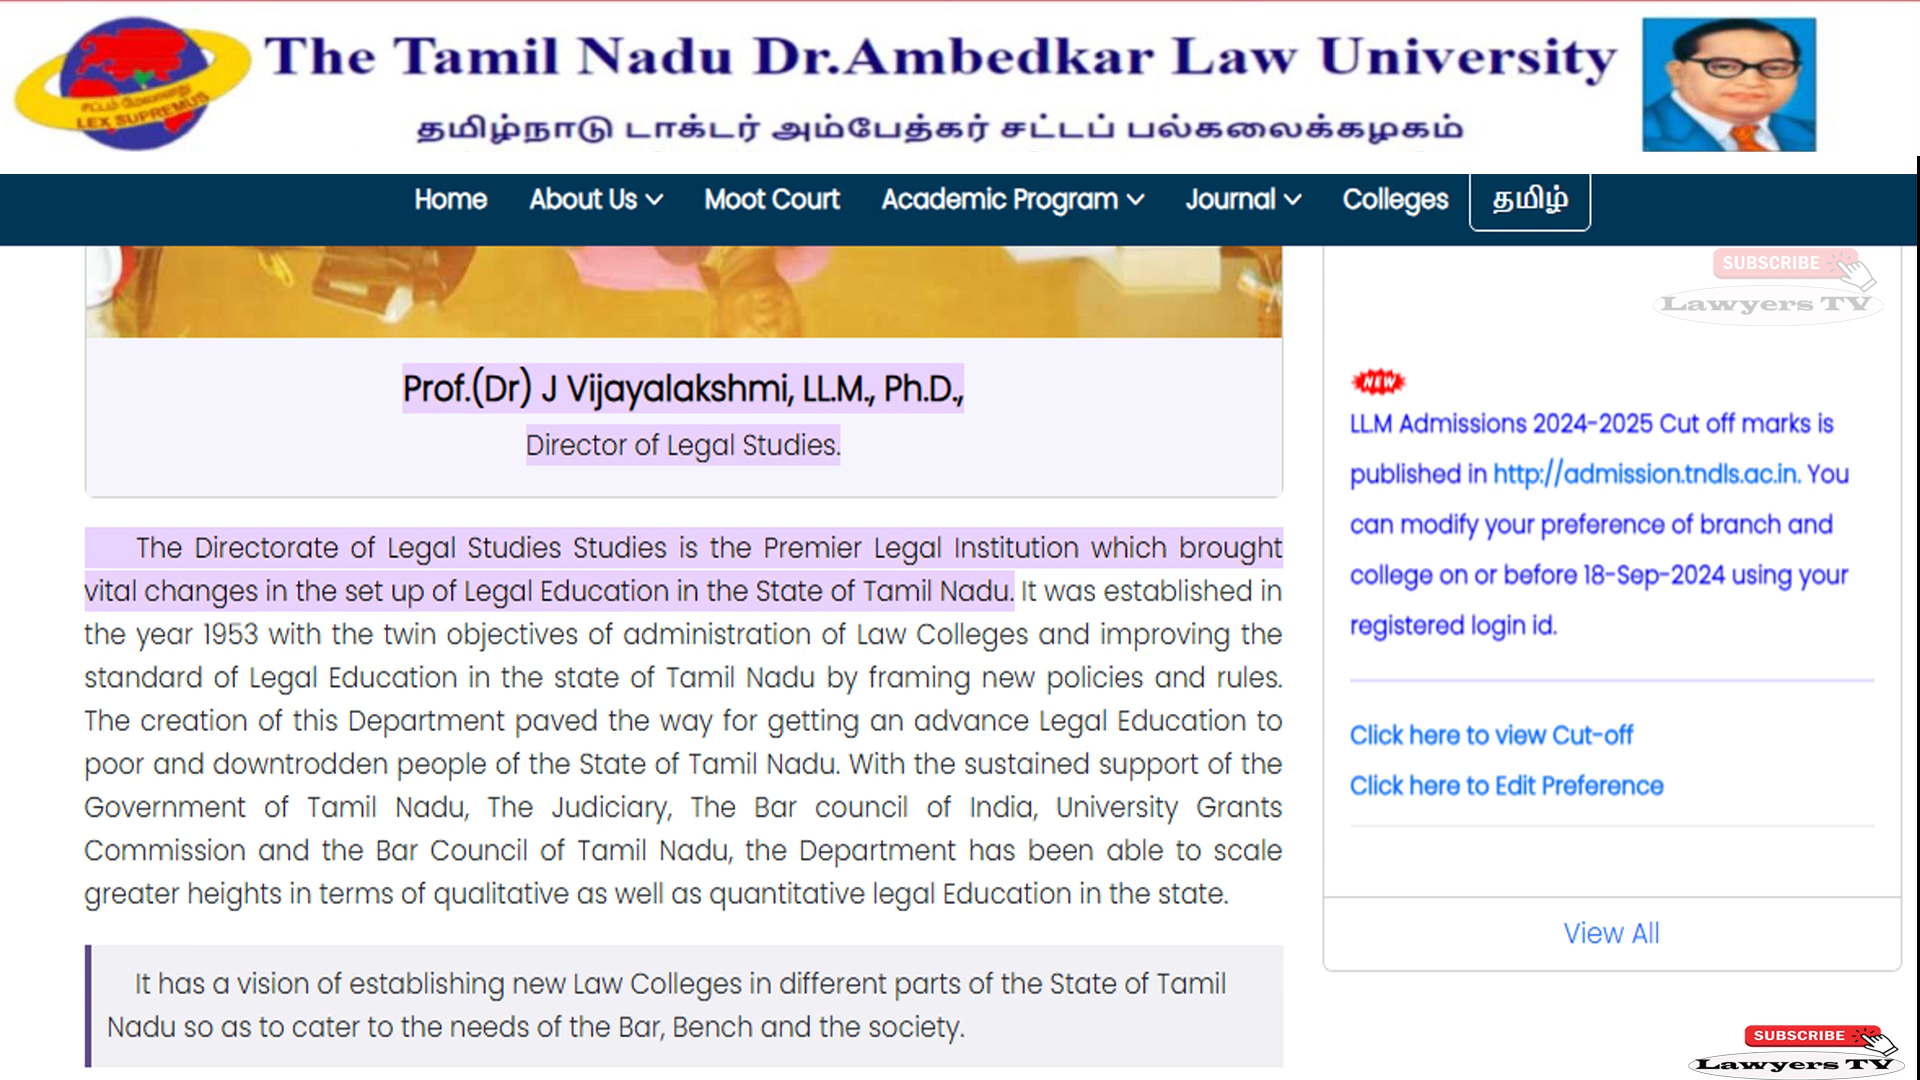 சட்டம் மேலானது
LEX SUPREMUS
The Tamil Nadu Dr.Ambedkar Law University
தமிழ்நாடு டாக்டர் அம்பேத்கர் சட்டப் பல்கலைக்கழகம்
Home About Us Moot Court Academic Program Journal Colleges தமிழ்
SUBSCRIBE
Lawyers TV
Prof.(Dr) J Vijayalakshmi, LL.M., Ph.D.,
Director of Legal Studies.
The Directorate of Legal Studies Studies is the Premier Legal Institution which brought
vital changes in the set up of Legal Education in the State of Tamil Nadu. It was established in
the year 1953 with the twin objectives of administration of Law Colleges and improving the
standard of Legal Education in the state of Tamil Nadu by framing new policies and rules.
The creation of this Department paved the way for getting an advance Legal Education to
poor and downtrodden people of the State of Tamil Nadu. With the sustained support of the
Government of Tamil Nadu, The Judiciary, The Bar council of India, University Grants
Commission and the Bar Council of Tamil Nadu, the Department has been able to scale
greater heights in terms of qualitative as well as quantitative legal Education in the state.
It has a vision of establishing new Law Colleges in different parts of the State of Tamil
Nadu so as to cater to the needs of the Bar, Bench and the society.
NEW
LLM Admissions 2024-2025 Cut off marks is
published in http://admission.tndls.ac.in. You
can modify your preference of branch and
college on or before 18-Sep-2024 using your
registered login id.
Click here to view Cut-off
Click here to Edit Preference
View All
SUBSCRIBE
Lawyers TV